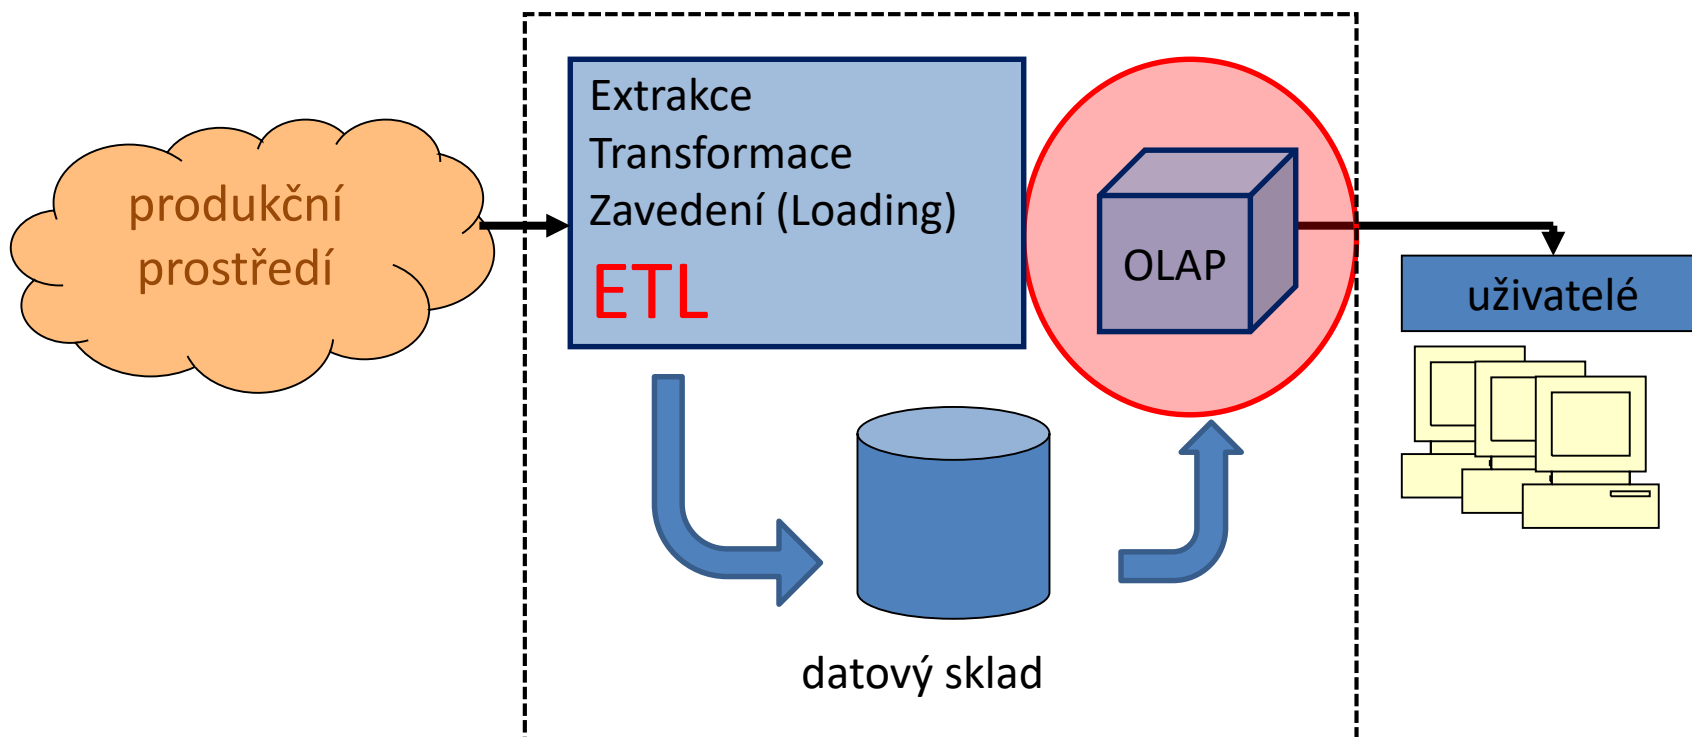 produkční
prostředí
Extrakce
Transformace
Zavedení (Loading)
ETL
OLAP
uživatelé
datový sklad